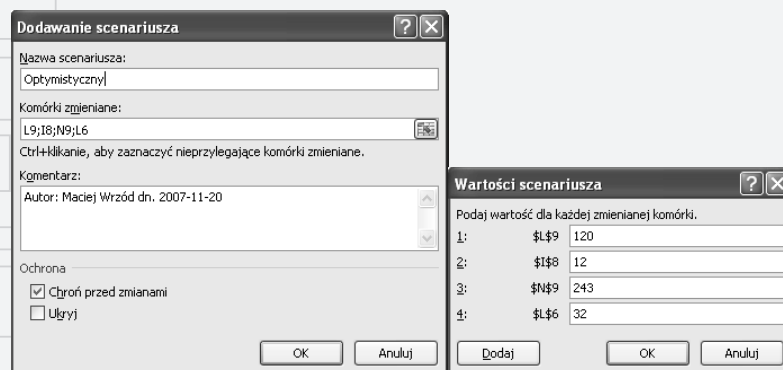 Dodawanie scenariusza
Nazwa scenariusza:
Optymistyczny
Komórki zmieniane:
L9;I8;N9;L6
Ctrl+klikanie, aby zaznaczyć nieprzylegające komórki zmieniane.
Komentarz:
Autor: Maciej Wrzód dn. 2007-11-20
Ochrona
Chroń przed zmianami
Ukryj
OK Anuluj
Wartości scenariusza
Podaj wartość dla każdej zmienianej komórki.
1: $L$9 120
2: $I$8 12
3: $N$9 243
4: $L$6 32
Dodaj OK Anuluj